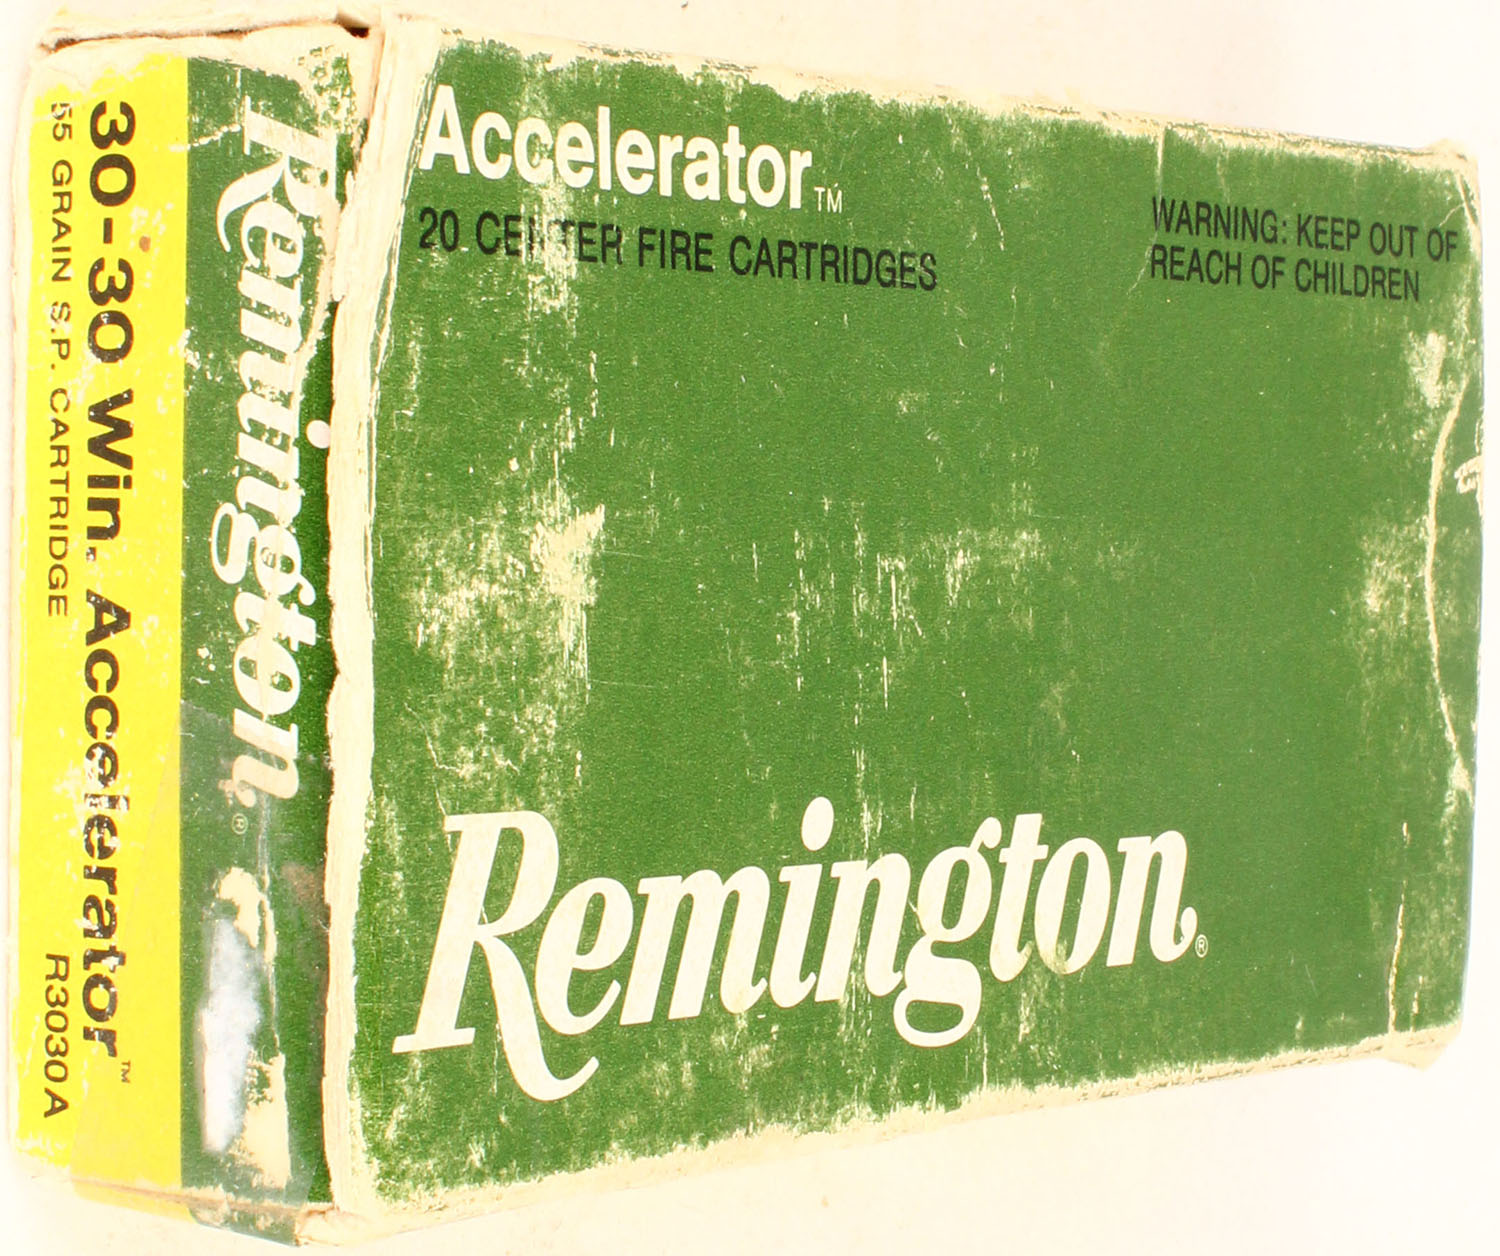 Accelerator™
20 CENTER FIRE CARTRIDGES
WARNING: KEEP OUT OF
REACH OF CHILDREN
Remington®
Remington®
30-30 Win. Accelerator™
55 GRAIN S.P. CARTRIDGE R3030A